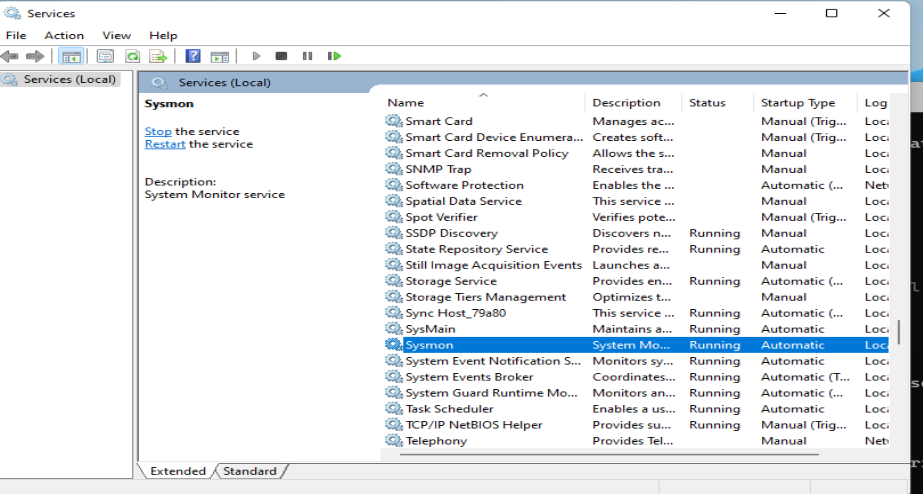 Services
File Action View Help
Services (Local)
Services (Local)
Sysmon
Stop the service
Restart the service
Description:
System Monitor service
Name Description Status Startup Type Log
Smart Card Manages ac... Manual (Trig... Loca
Smart Card Device Enumera... Creates soft... Manual (Trig... Loca
Smart Card Removal Policy Allows the s... Manual Loca
SNMP Trap Receives tra... Manual Loca
Software Protection Enables the ... Automatic (... Netv
Spatial Data Service This service ... Manual Loca
Spot Verifier Verifies pote... Manual (Trig... Loca
SSDP Discovery Discovers n... Running Manual Loca
State Repository Service Provides re... Running Automatic Loca
Still Image Acquisition Events Launches a... Manual Loca
Storage Service Provides en... Running Automatic (... Loca
Storage Tiers Management Optimizes t... Manual Loca
Sync Host_79a80 This service ... Running Automatic (... Loca
SysMain Maintains a... Running Automatic Loca
Sysmon System Mo... Running Automatic Loca
System Event Notification S... Monitors sy... Running Automatic Loca
System Events Broker Coordinates... Running Automatic (T... Loca
System Guard Runtime Mo... Monitors an... Running Automatic (... Loca
Task Scheduler Enables a us... Running Automatic Loca
TCP/IP NetBIOS Helper Provides su... Running Manual (Trig... Loca
Telephony Provides Tel... Manual Netv
Extended Standard